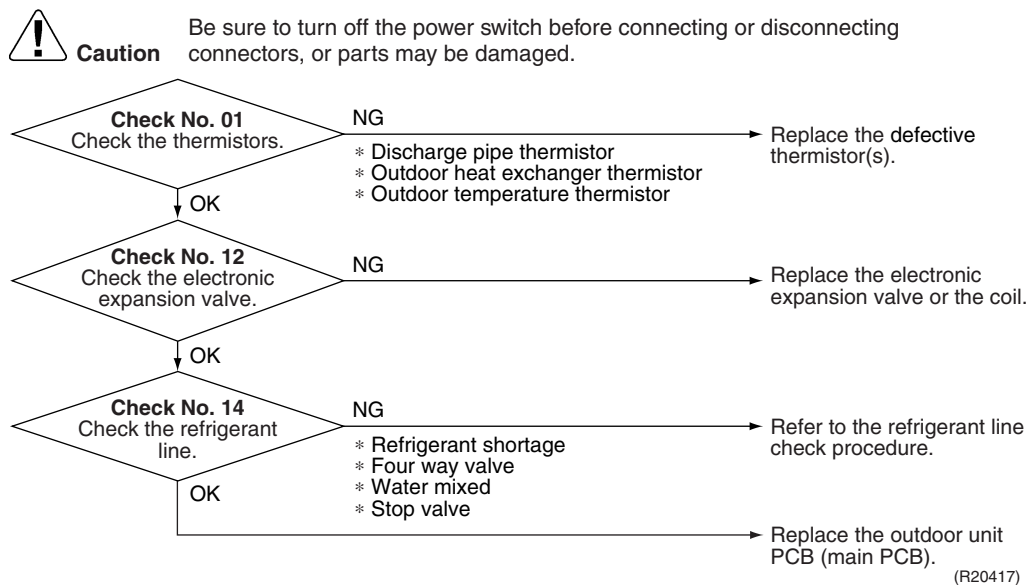 Be sure to turn off the power switch before connecting or disconnecting
Caution connectors, or parts may be damaged.
Check No. 01
Check the thermistors.
NG
∗ Discharge pipe thermistor
∗ Outdoor heat exchanger thermistor
∗ Outdoor temperature thermistor
Replace the defective
thermistor(s).
OK
Check No. 12
Check the electronic
expansion valve.
NG
Replace the electronic
expansion valve or the coil.
OK
Check No. 14
Check the refrigerant
line.
NG
∗ Refrigerant shortage
∗ Four way valve
∗ Water mixed
∗ Stop valve
Refer to the refrigerant line
check procedure.
OK
Replace the outdoor unit
PCB (main PCB).
(R20417)